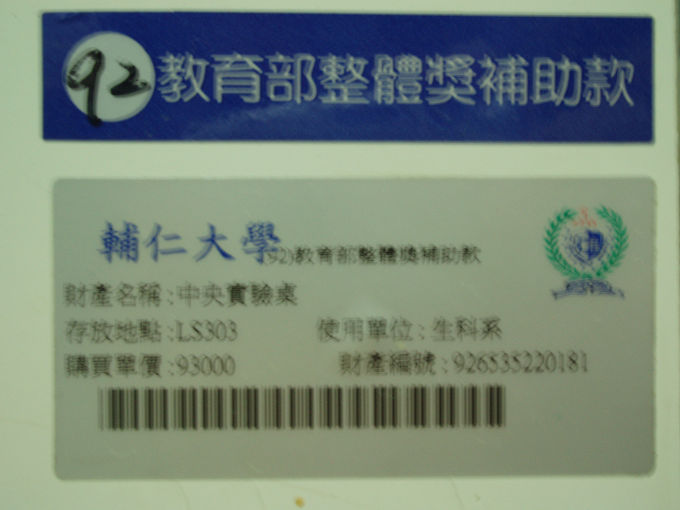 92教育部整體獎補助款
輔仁大學(92)教育部整體獎補助款
財產名稱:中央實驗桌
存放地點:LS303 使用單位:生科系
購買單價:93000 財產編號:926535220181